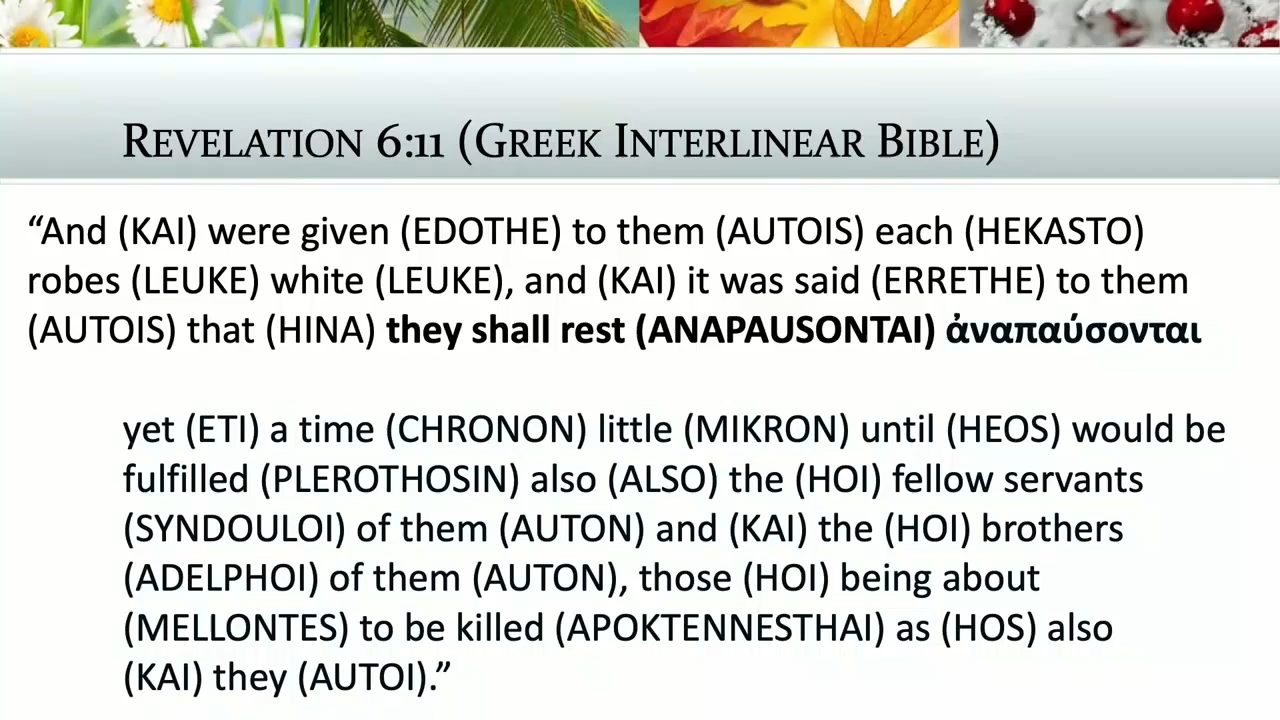 REVELATION 6:11 (GREEK INTERLINEAR BIBLE)
“And (KAI) were given (EDOTHE) to them (AUTOIS) each (HEKASTO)
robes (LEUKE) white (LEUKE), and (KAI) it was said (ERRETHE) to them
(AUTOIS) that (HINA) they shall rest (ANAPAUSONTAI) ἀναπαύσονται
yet (ETI) a time (CHRONON) little (MIKRON) until (HEOS) would be
fulfilled (PLEROTHOSIN) also (ALSO) the (HOI) fellow servants
(SYNDOULOI) of them (AUTON) and (KAI) the (HOI) brothers
(ADELPHOI) of them (AUTON), those (HOI) being about
(MELLONTES) to be killed (APOKTENNESTHAI) as (HOS) also
(KAI) they (AUTOI).”